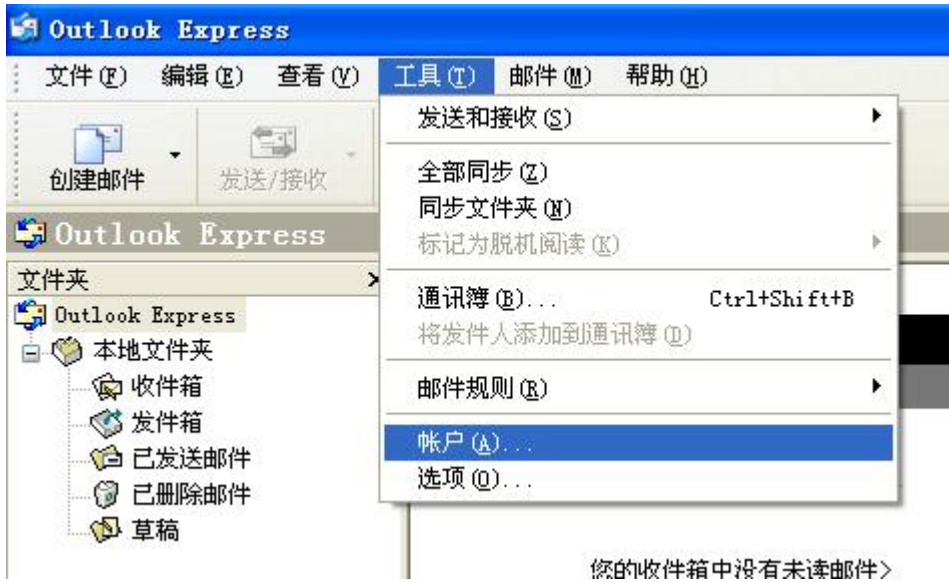 Outlook Express
文件(F) 编辑(E) 查看(V) 工具(T) 邮件(M) 帮助(H)
创建邮件 发送/接收
Outlook Express
文件夹
Outlook Express
本地文件夹
收件箱
发件箱
已发送邮件
已删除邮件
草稿
发送和接收(S)
全部同步(Z)
同步文件夹(N)
标记为脱机阅读(K)
通讯簿(B)... Ctrl+Shift+B
将发件人添加到通讯簿(D)
邮件规则(R)
帐户(A)...
选项(O)...
您的收件箱中没有未读邮件>